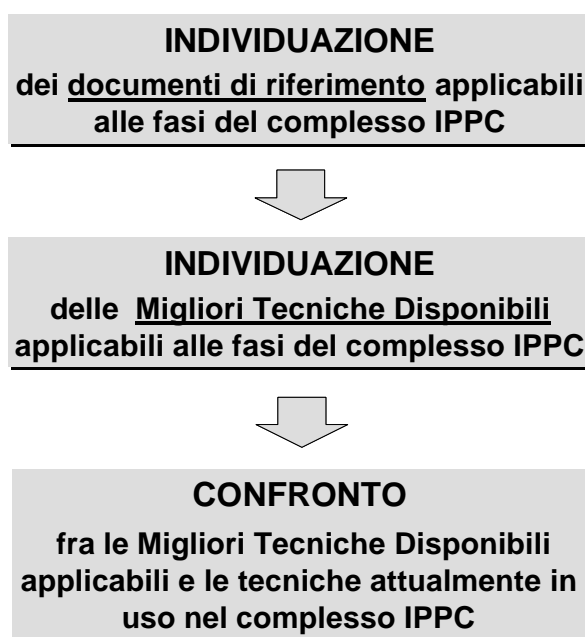 INDIVIDUAZIONE
dei documenti di riferimento applicabili
alle fasi del complesso IPPC
INDIVIDUAZIONE
delle Migliori Tecniche Disponibili
applicabili alle fasi del complesso IPPC
CONFRONTO
fra le Migliori Tecniche Disponibili
applicabili e le tecniche attualmente in
uso nel complesso IPPC